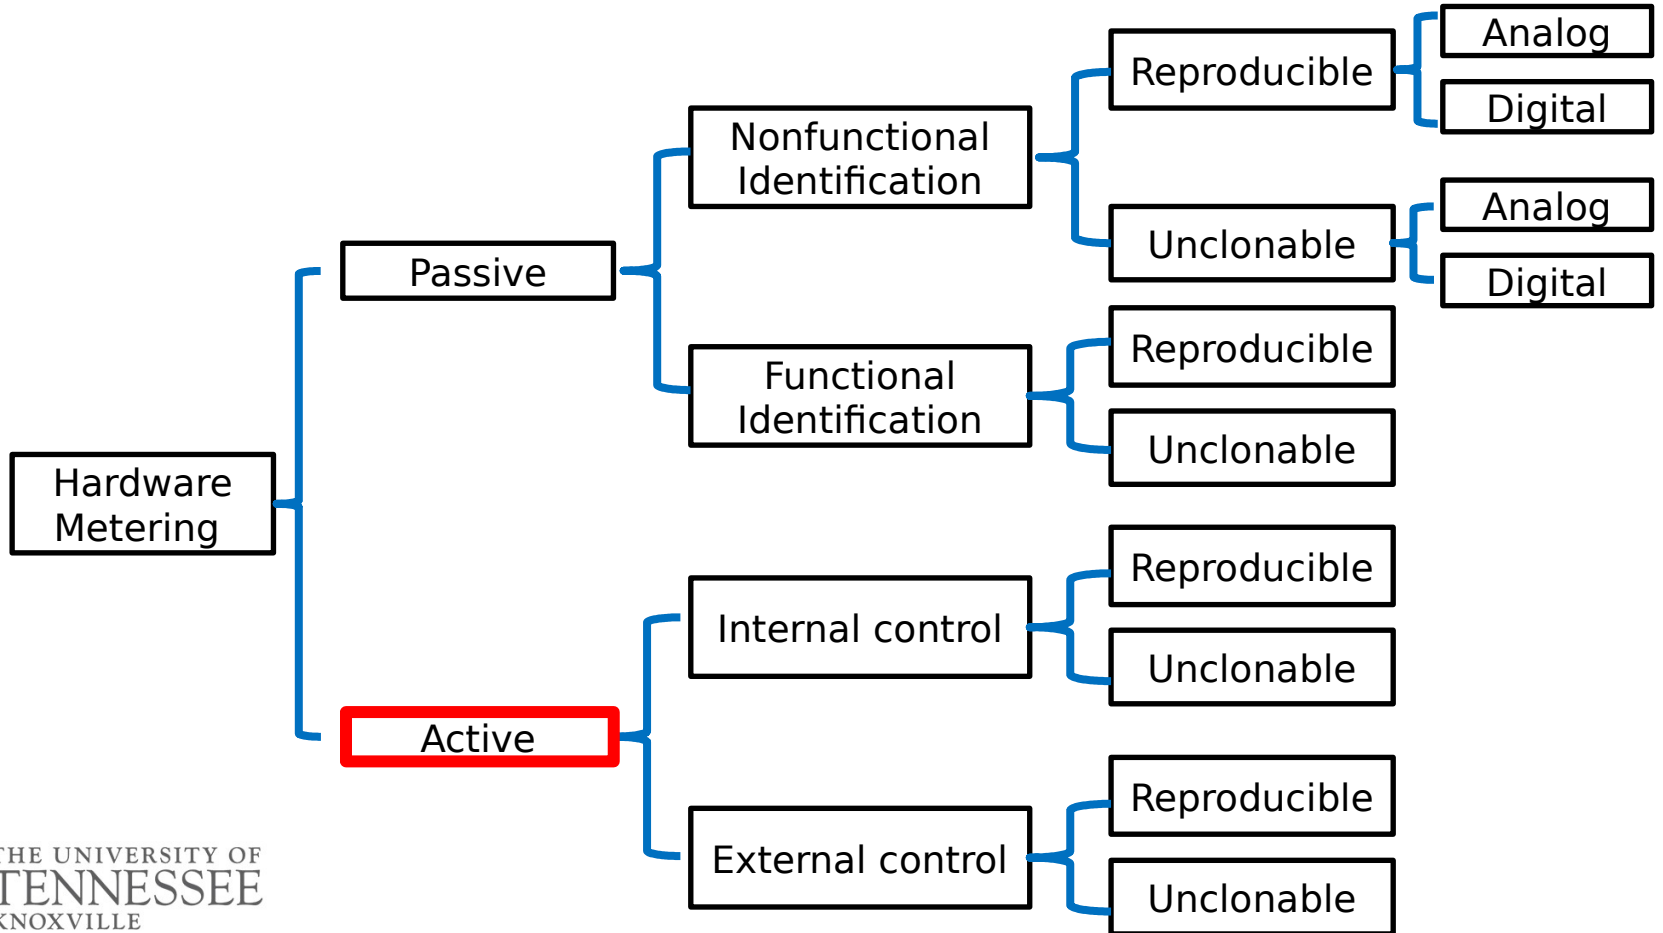 Analog
Reproducible
Digital
Nonfunctional
Identification
Analog
Unclonable
Digital
Passive
Reproducible
Functional
Identification
Unclonable
Hardware
Metering
Reproducible
Internal control
Unclonable
Active
Reproducible
External control
Unclonable
THE UNIVERSITY OF
TENNESSEE
KNOXVILLE